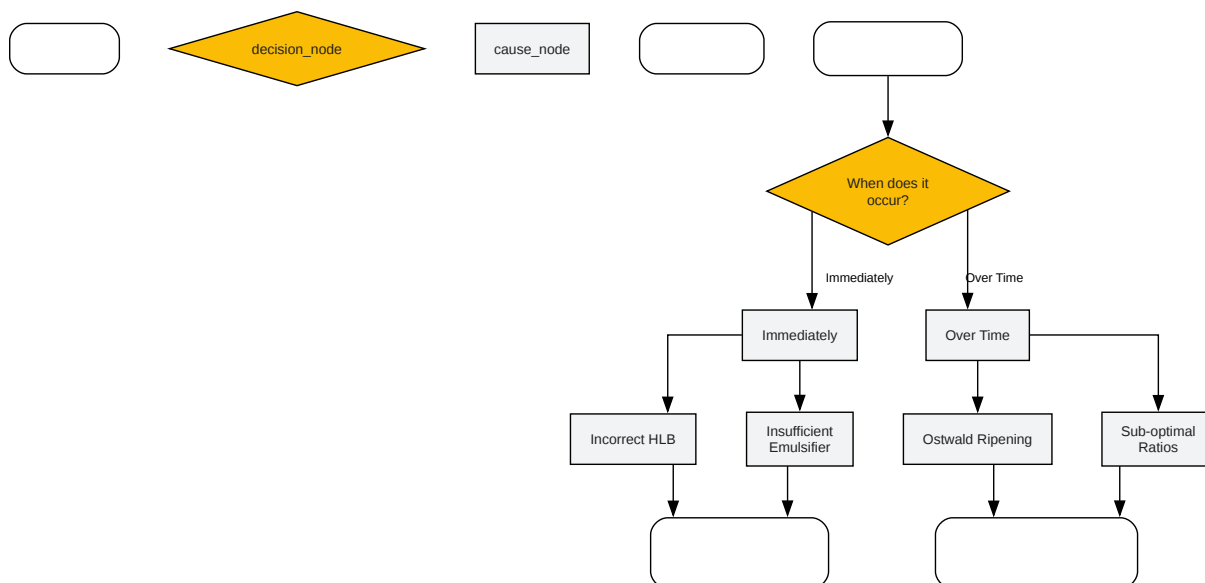 decision_node
cause_node
When does it
occur?
Immediately
Over Time
Immediately
Over Time
Incorrect HLB
Insufficient
Emulsifier
Ostwald Ripening
Sub-optimal
Ratios